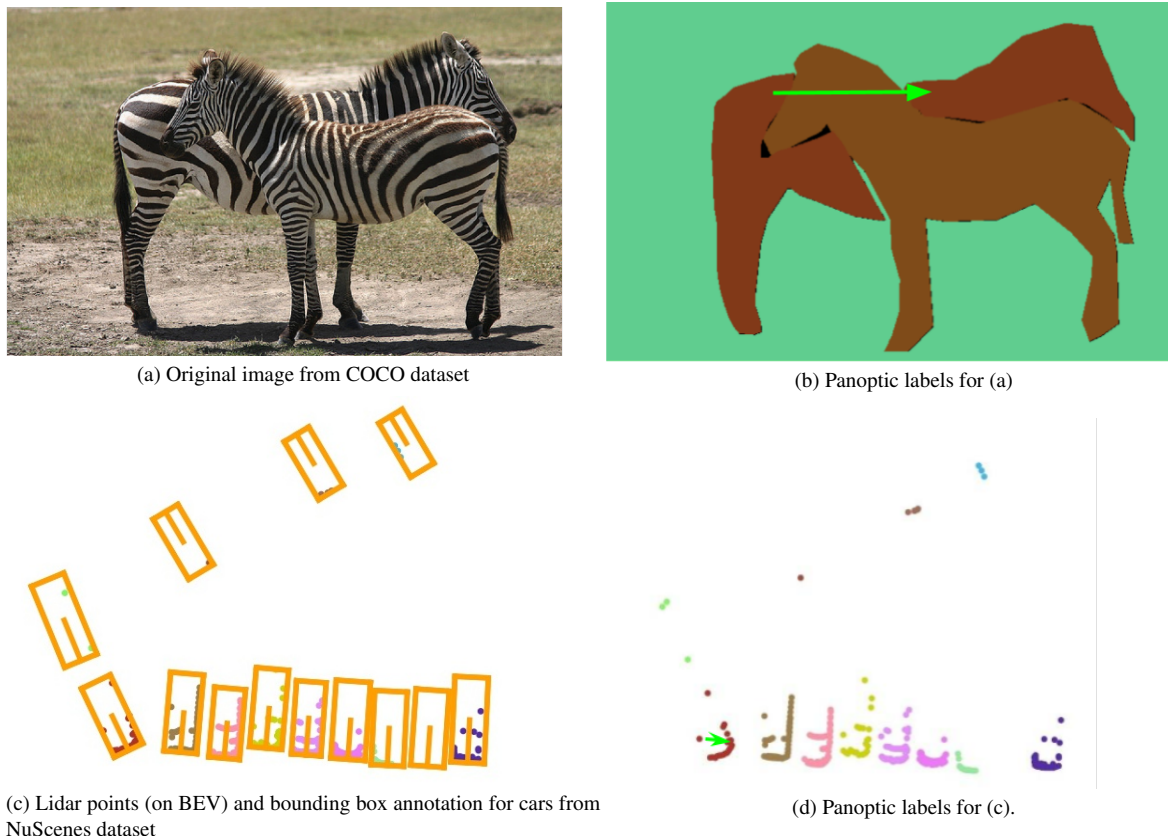 (a) Original image from COCO dataset
(b) Panoptic labels for (a)
(c) Lidar points (on BEV) and bounding box annotation for cars from
NuScenes dataset
(d) Panoptic labels for (c).